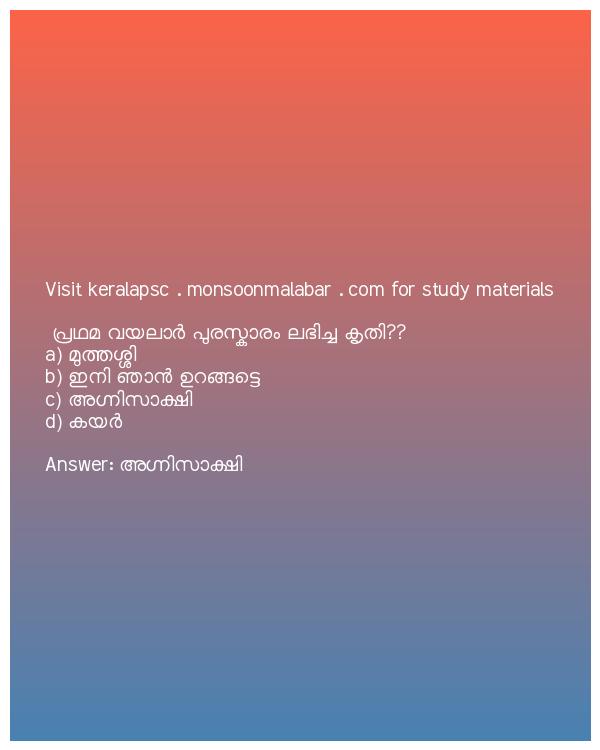 Visit keralapsc . monsoonmalabar . com for study materials
പ്രഥമ വയലാർ പുരസ്കാരം ലഭിച്ച കൃതി??
a) മുത്തശ്ശി
b) ഇനി ഞാൻ ഉറങ്ങട്ടെ
c) അഗ്നിസാക്ഷി
d) കയർ
Answer: അഗ്നിസാക്ഷി